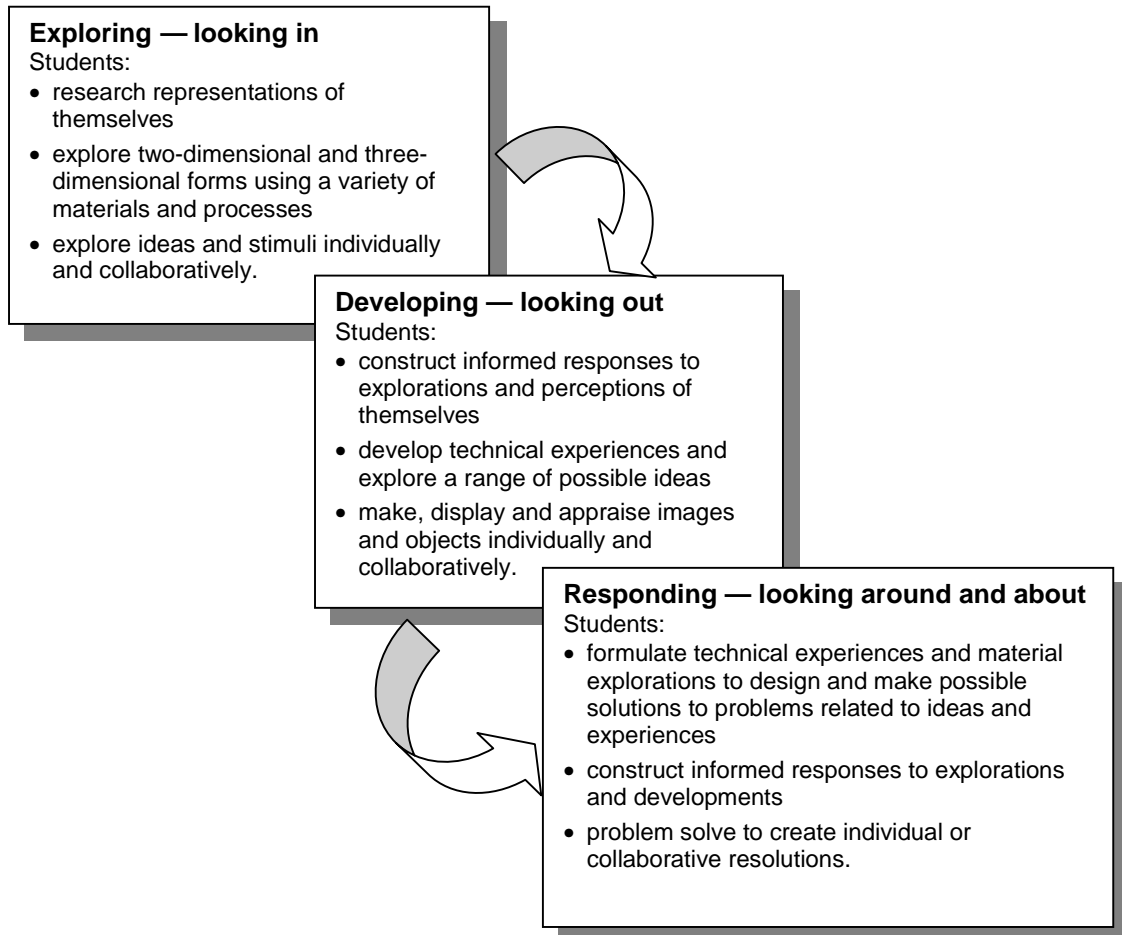 Exploring — looking in
Students:
• research representations of
themselves
• explore two-dimensional and three-
dimensional forms using a variety of
materials and processes
• explore ideas and stimuli individually
and collaboratively.
Developing — looking out
Students:
• construct informed responses to
explorations and perceptions of
themselves
• develop technical experiences and
explore a range of possible ideas
• make, display and appraise images
and objects individually and
collaboratively.
Responding — looking around and about
Students:
• formulate technical experiences and material
explorations to design and make possible
solutions to problems related to ideas and
experiences
• construct informed responses to explorations
and developments
• problem solve to create individual or
collaborative resolutions.